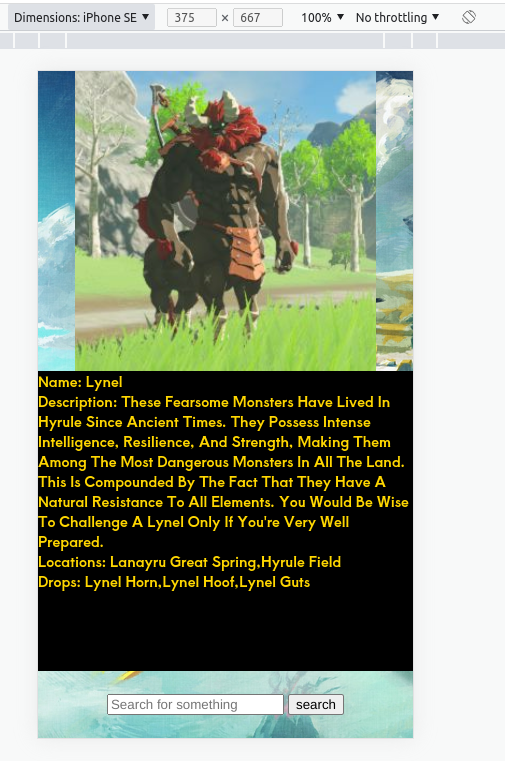 Dimensions: iPhone SE ▼ 375 × 667 100% ▼ No throttling ▼
Name: Lynel
Description: These Fearsome Monsters Have Lived In
Hyrule Since Ancient Times. They Possess Intense
Intelligence, Resilience, And Strength, Making Them
Among The Most Dangerous Monsters In All The Land.
This Is Compounded By The Fact That They Have A
Natural Resistance To All Elements. You Would Be Wise
To Challenge A Lynel Only If You're Very Well
Prepared.
Locations: Lanayru Great Spring,Hyrule Field
Drops: Lynel Horn,Lynel Hoof,Lynel Guts
Search for something search